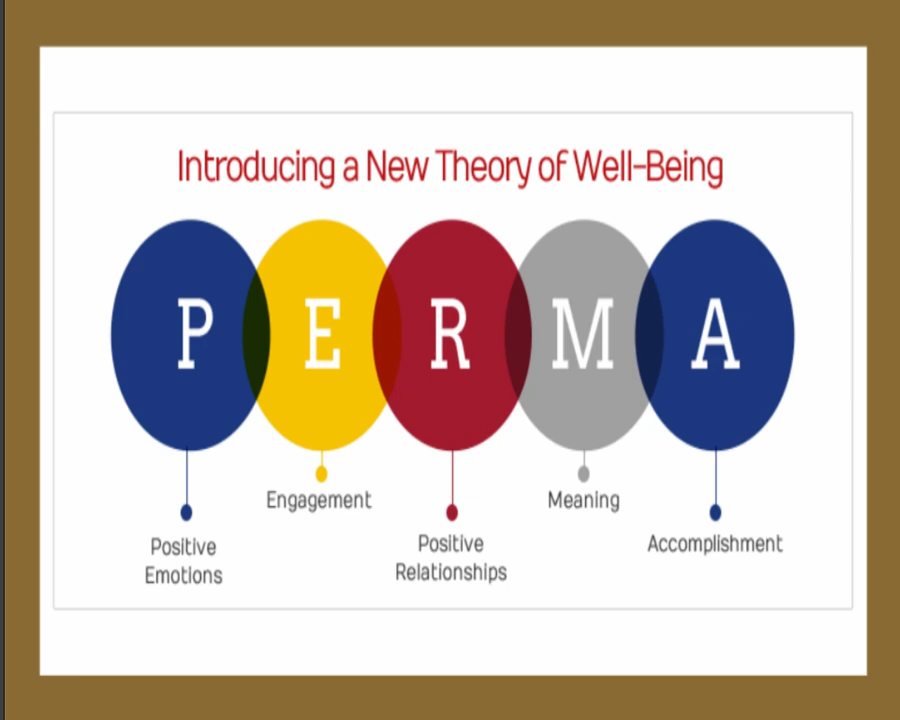 Introducing a New Theory of Well-Being
P E R M A
Engagement
Meaning
Positive
Emotions
Positive
Relationships
Accomplishment